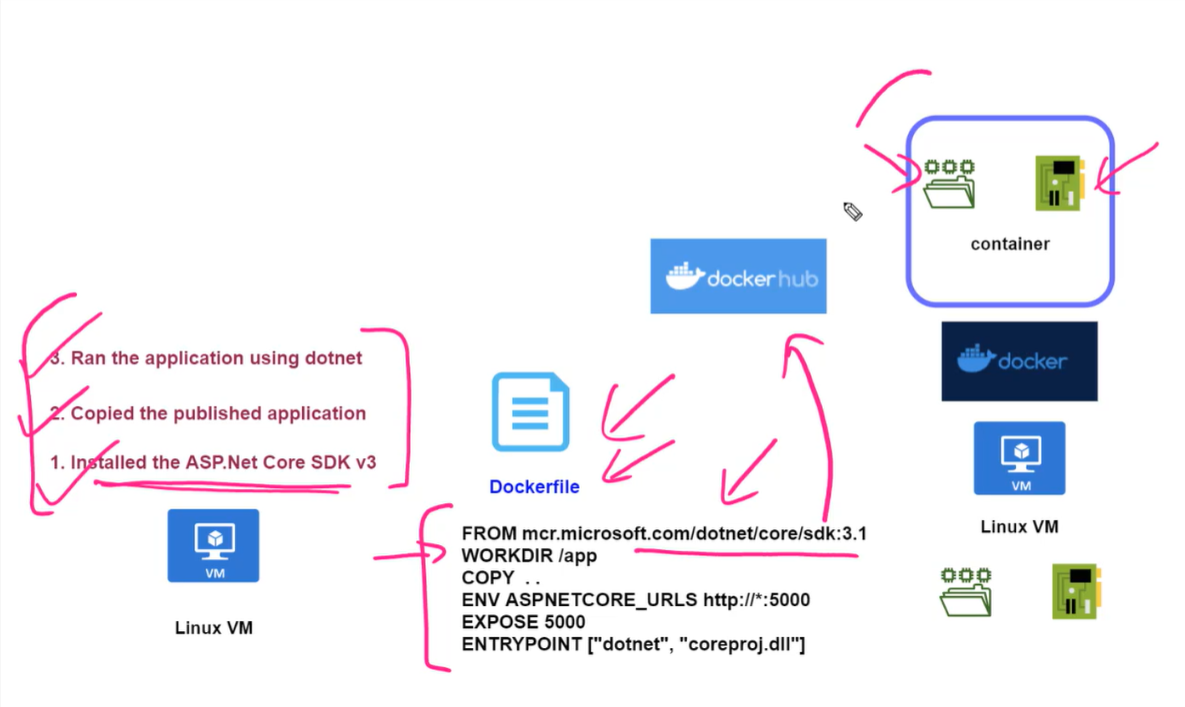 3. Ran the application using dotnet
2. Copied the published application
1. Installed the ASP.Net Core SDK v3
VM
Linux VM
Dockerfile
FROM mcr.microsoft.com/dotnet/core/sdk:3.1
WORKDIR /app
COPY . .
ENV ASPNETCORE_URLS http://*:5000
EXPOSE 5000
ENTRYPOINT ["dotnet", "coreproj.dll"]
docker hub
container
docker
VM
Linux VM